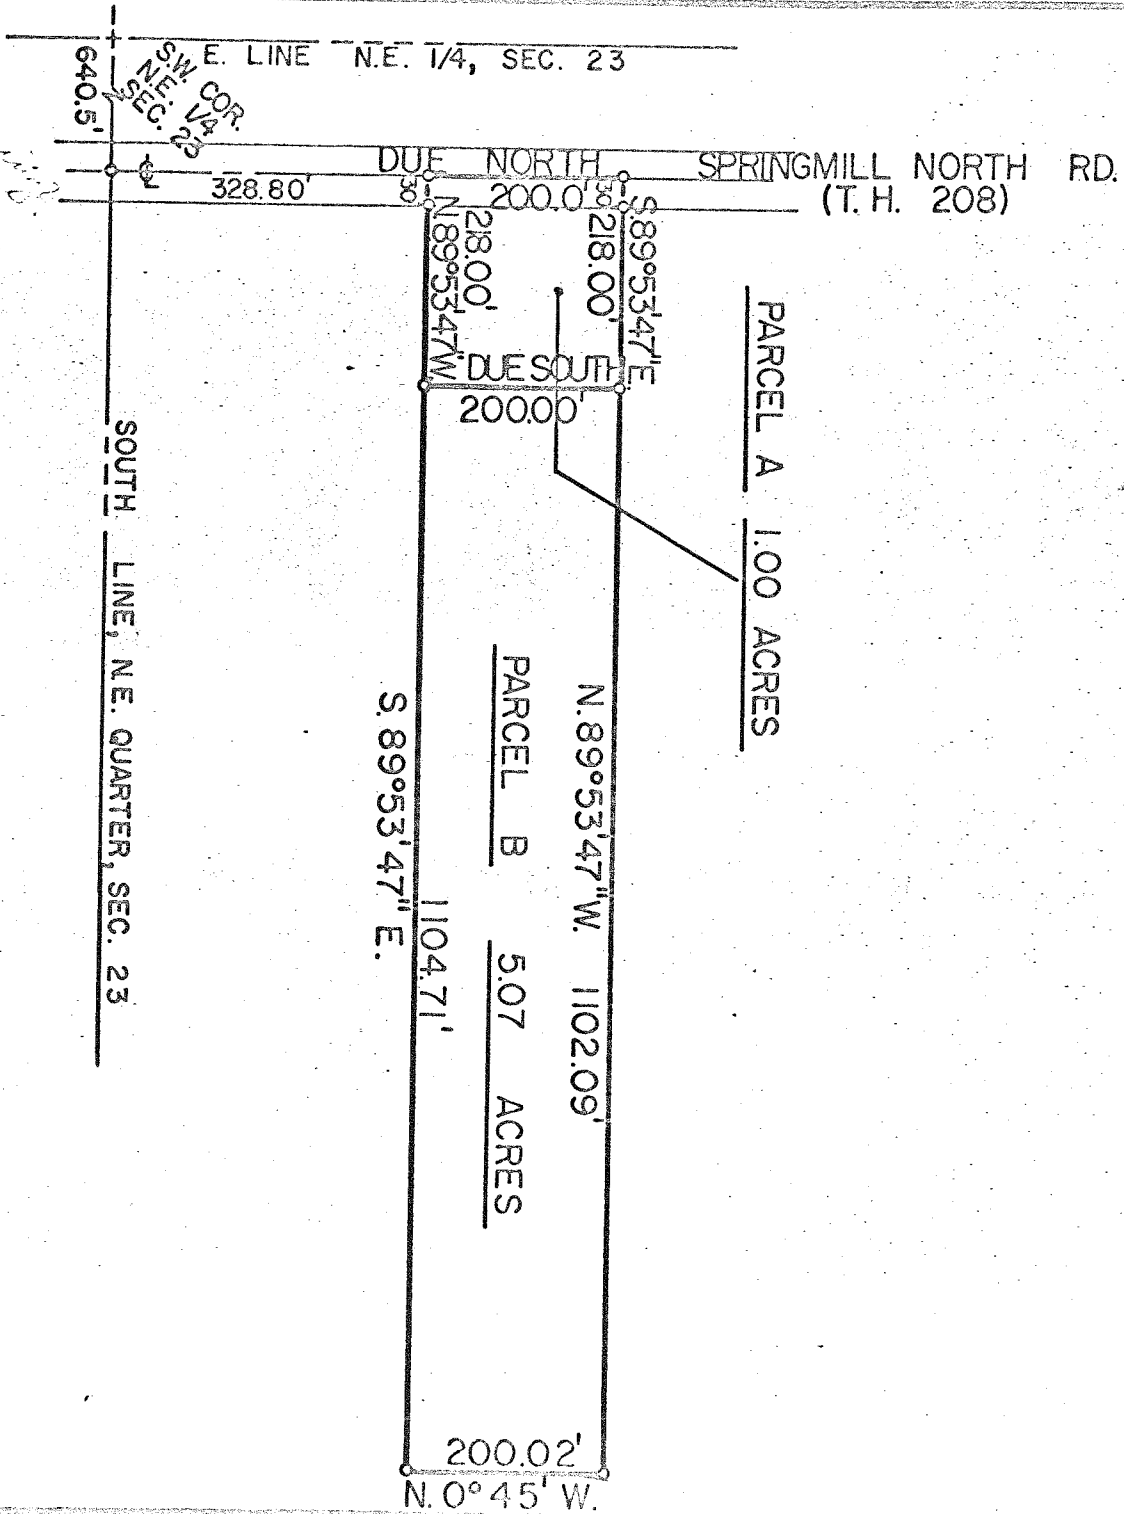 E. LINE N.E. 1/4, SEC. 23
640.5'
S.W. COR.
N.E. 1/4
SEC. 23
DUE NORTH
SPRINGMILL NORTH RD.
(T. H. 208)
℄
328.80'
30'
200.0'
30'
N. 89°53'47"W.
218.00'
218.00'
S. 89°53'47"E.
DUE SOUTH
200.00'
PARCEL A 1.00 ACRES
SOUTH LINE, N.E. QUARTER, SEC. 23
S. 89°53'47" E.
1104.71'
PARCEL B 5.07 ACRES
N. 89°53'47"W. 1102.09'
200.02'
N. 0°45' W.